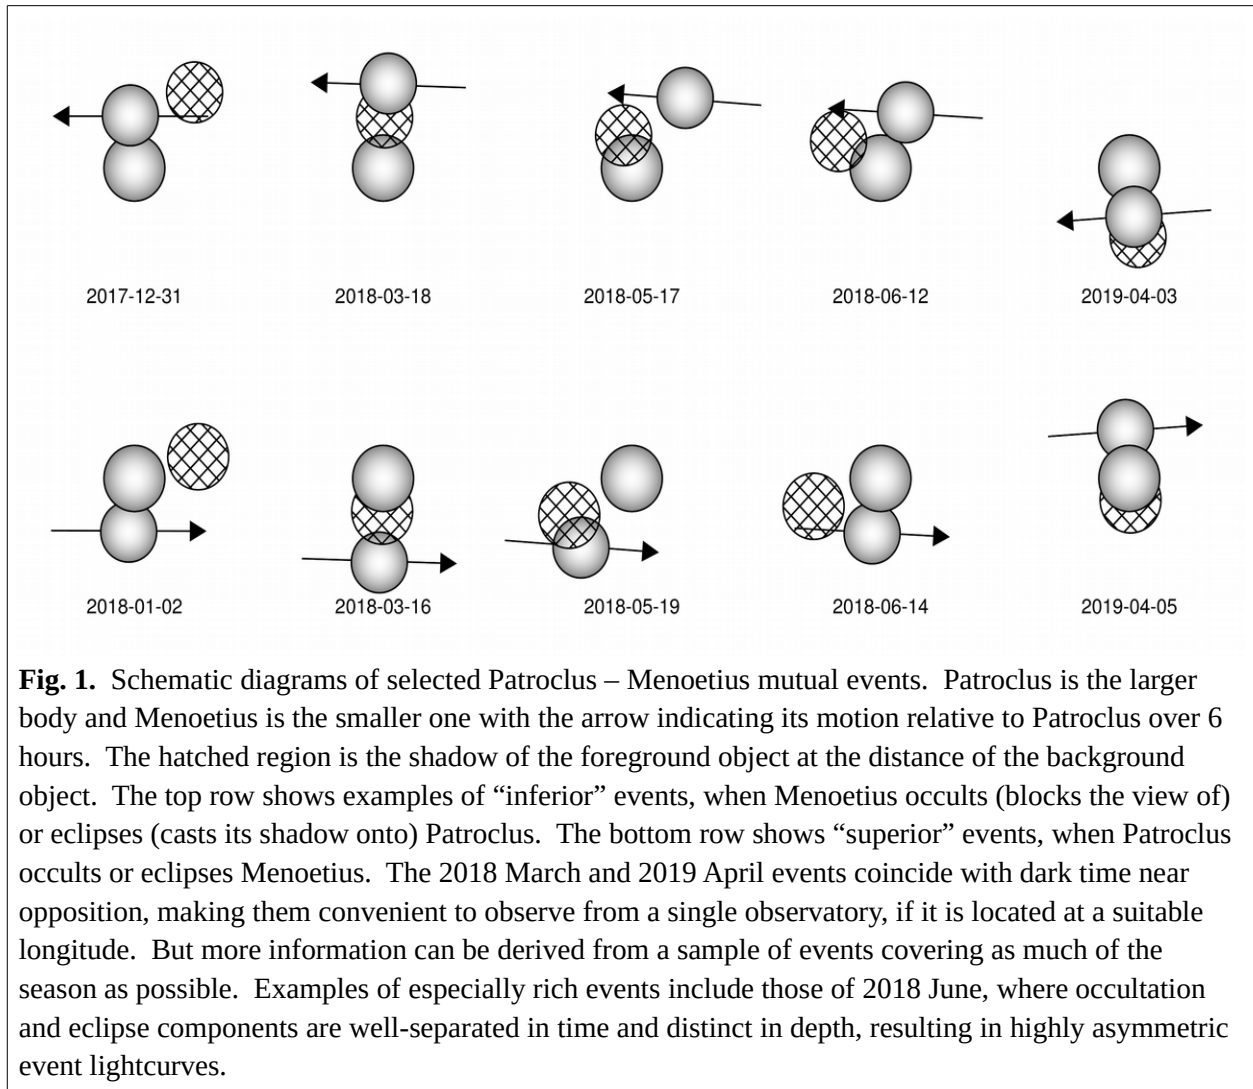 2017-12-31 2018-03-18 2018-05-17 2018-06-12 2019-04-03
2018-01-02 2018-03-16 2018-05-19 2018-06-14 2019-04-05
Fig. 1. Schematic diagrams of selected Patroclus – Menoetius mutual events. Patroclus is the larger
body and Menoetius is the smaller one with the arrow indicating its motion relative to Patroclus over 6
hours. The hatched region is the shadow of the foreground object at the distance of the background
object. The top row shows examples of “inferior” events, when Menoetius occults (blocks the view of)
or eclipses (casts its shadow onto) Patroclus. The bottom row shows “superior” events, when Patroclus
occults or eclipses Menoetius. The 2018 March and 2019 April events coincide with dark time near
opposition, making them convenient to observe from a single observatory, if it is located at a suitable
longitude. But more information can be derived from a sample of events covering as much of the
season as possible. Examples of especially rich events include those of 2018 June, where occultation
and eclipse components are well-separated in time and distinct in depth, resulting in highly asymmetric
event lightcurves.